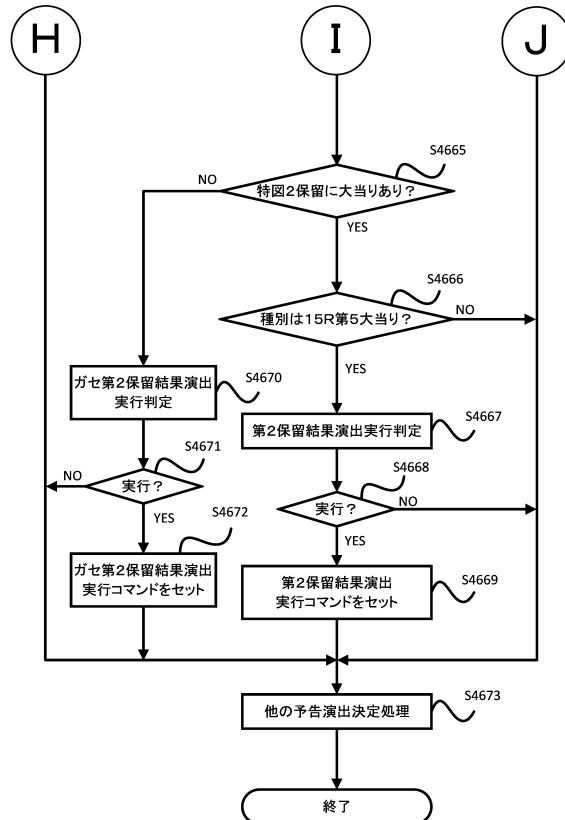 H
I
J
S4665
NO
特図2保留に大当りあり？
YES
S4666
種別は15R第5大当り？
NO
YES
ガセ第2保留結果演出
実行判定
S4670
S4667
第2保留結果演出実行判定
S4671
NO
実行？
YES
S4668
実行？
NO
YES
S4672
ガセ第2保留結果演出
実行コマンドをセット
第2保留結果演出
実行コマンドをセット
S4669
S4673
他の予告演出決定処理
終了